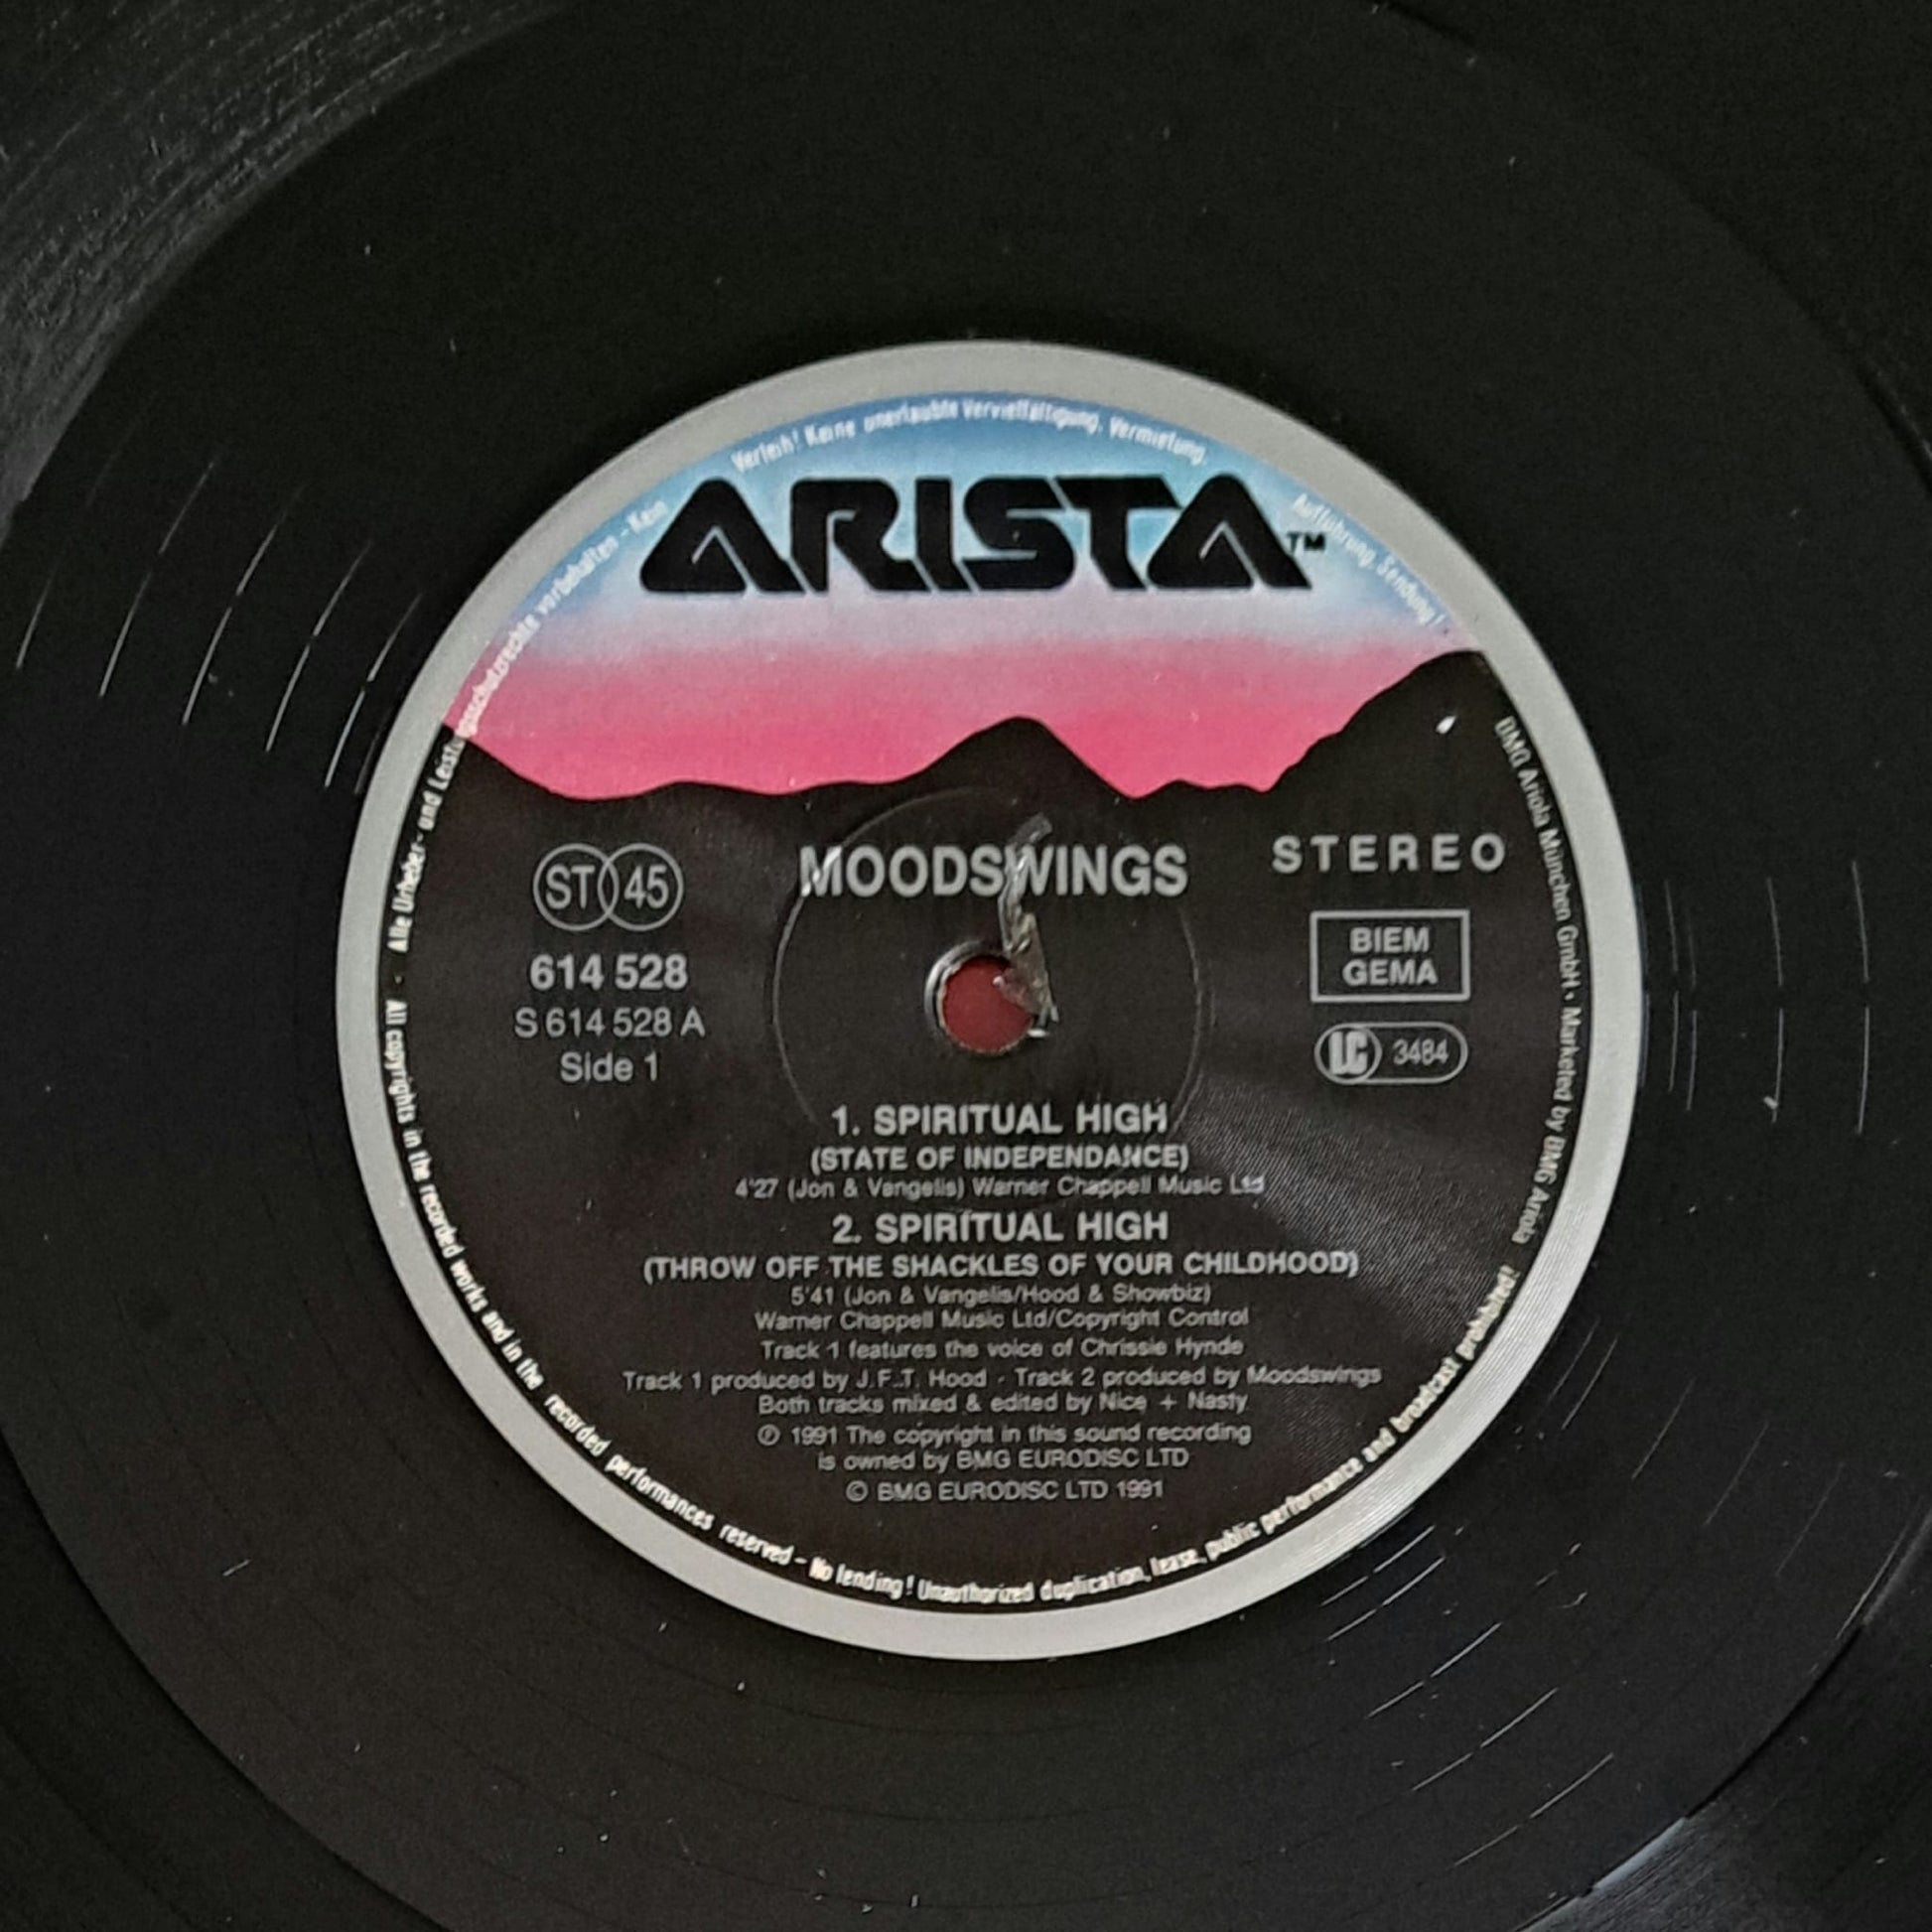 Alle Urheber- und Leistungsschutzrechte vorbehalten - Kein Verleih! Keine unerlaubte Vervielfältigung, Vermietung, Aufführung, Sendung!
ARISTA™
MOODSWINGS
STEREO
ST 45
614 528
S 614 528 A
Side 1
BIEM
GEMA
LC 3484
1. SPIRITUAL HIGH
(STATE OF INDEPENDANCE)
4'27 (Jon & Vangelis) Warner Chappell Music Ltd
2. SPIRITUAL HIGH
(THROW OFF THE SHACKLES OF YOUR CHILDHOOD)
5'41 (Jon & Vangelis/Hood & Showbiz)
Warner Chappell Music Ltd/Copyright Control
Track 1 features the voice of Chrissie Hynde
Track 1 produced by J.F.T. Hood - Track 2 produced by Moodswings
Both tracks mixed & edited by Nice + Nasty
℗ 1991 The copyright in this sound recording
is owned by BMG EURODISC LTD
© BMG EURODISC LTD 1991
BMG Ariola München GmbH • Marketed by BMG Ariola
All copyrights in the recorded works and in the recorded performances reserved - No lending! Unauthorized duplication, lease, public performance and broadcast prohibited!